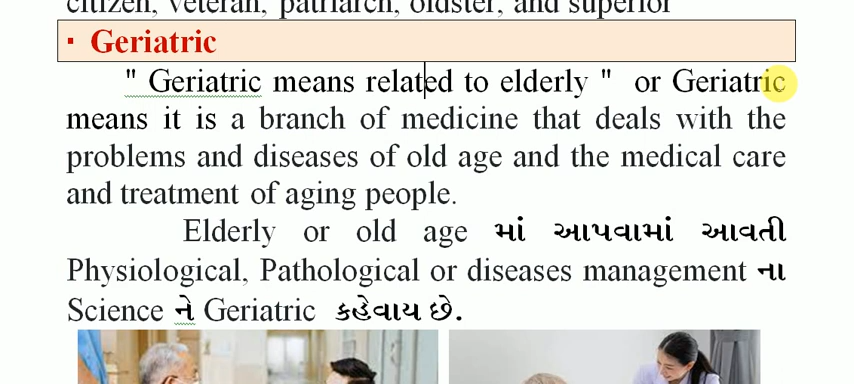 citizen, veteran, patriarch, oldster, and superior
▪ Geriatric
" Geriatric means related to elderly " or Geriatric
means it is a branch of medicine that deals with the
problems and diseases of old age and the medical care
and treatment of aging people.
Elderly or old age માં આપવામાં આવતી
Physiological, Pathological or diseases management ના
Science ને Geriatric કહેવાય છે.